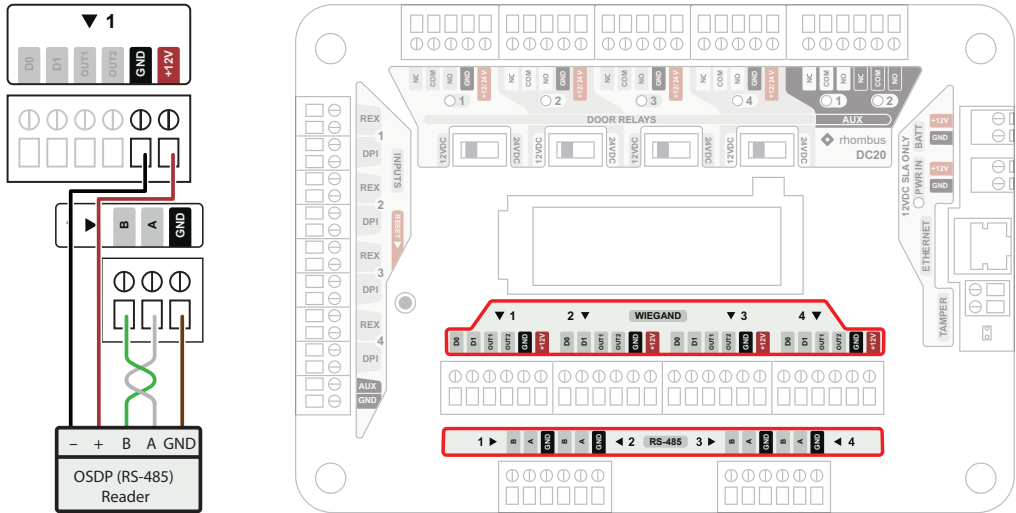 ▼ 1
D0 D1 OUT1 OUT2 GND +12V
▶ B A GND
– + B A GND
OSDP (RS-485)
Reader
NC COM NO GND +12/24 V NC COM NO GND +12/24 V NC COM NO GND +12/24 V NC COM NO GND +12/24 V NC COM NO NC COM NO
1 2 3 4 1 2
DOOR RELAYS AUX
12VDC 24VDC 12VDC 24VDC 12VDC 24VDC 12VDC 24VDC
rhombus
DC20
REX
1
DPI
REX
2
DPI
REX
3
DPI
REX
4
DPI
AUX
GND
INPUTS
RESET ▶
12VDC SLA ONLY
BATT
+12V
GND
PWR IN
+12V
GND
ETHERNET
TAMPER
▼ 1 2 ▼ WIEGAND ▼ 3 4 ▼
D0 D1 OUT1 OUT2 GND +12V D0 D1 OUT1 OUT2 GND +12V D0 D1 OUT1 OUT2 GND +12V D0 D1 OUT1 OUT2 GND +12V
1 ▶ B A GND B A GND ◀ 2 RS-485 3 ▶ B A GND B A GND ◀ 4